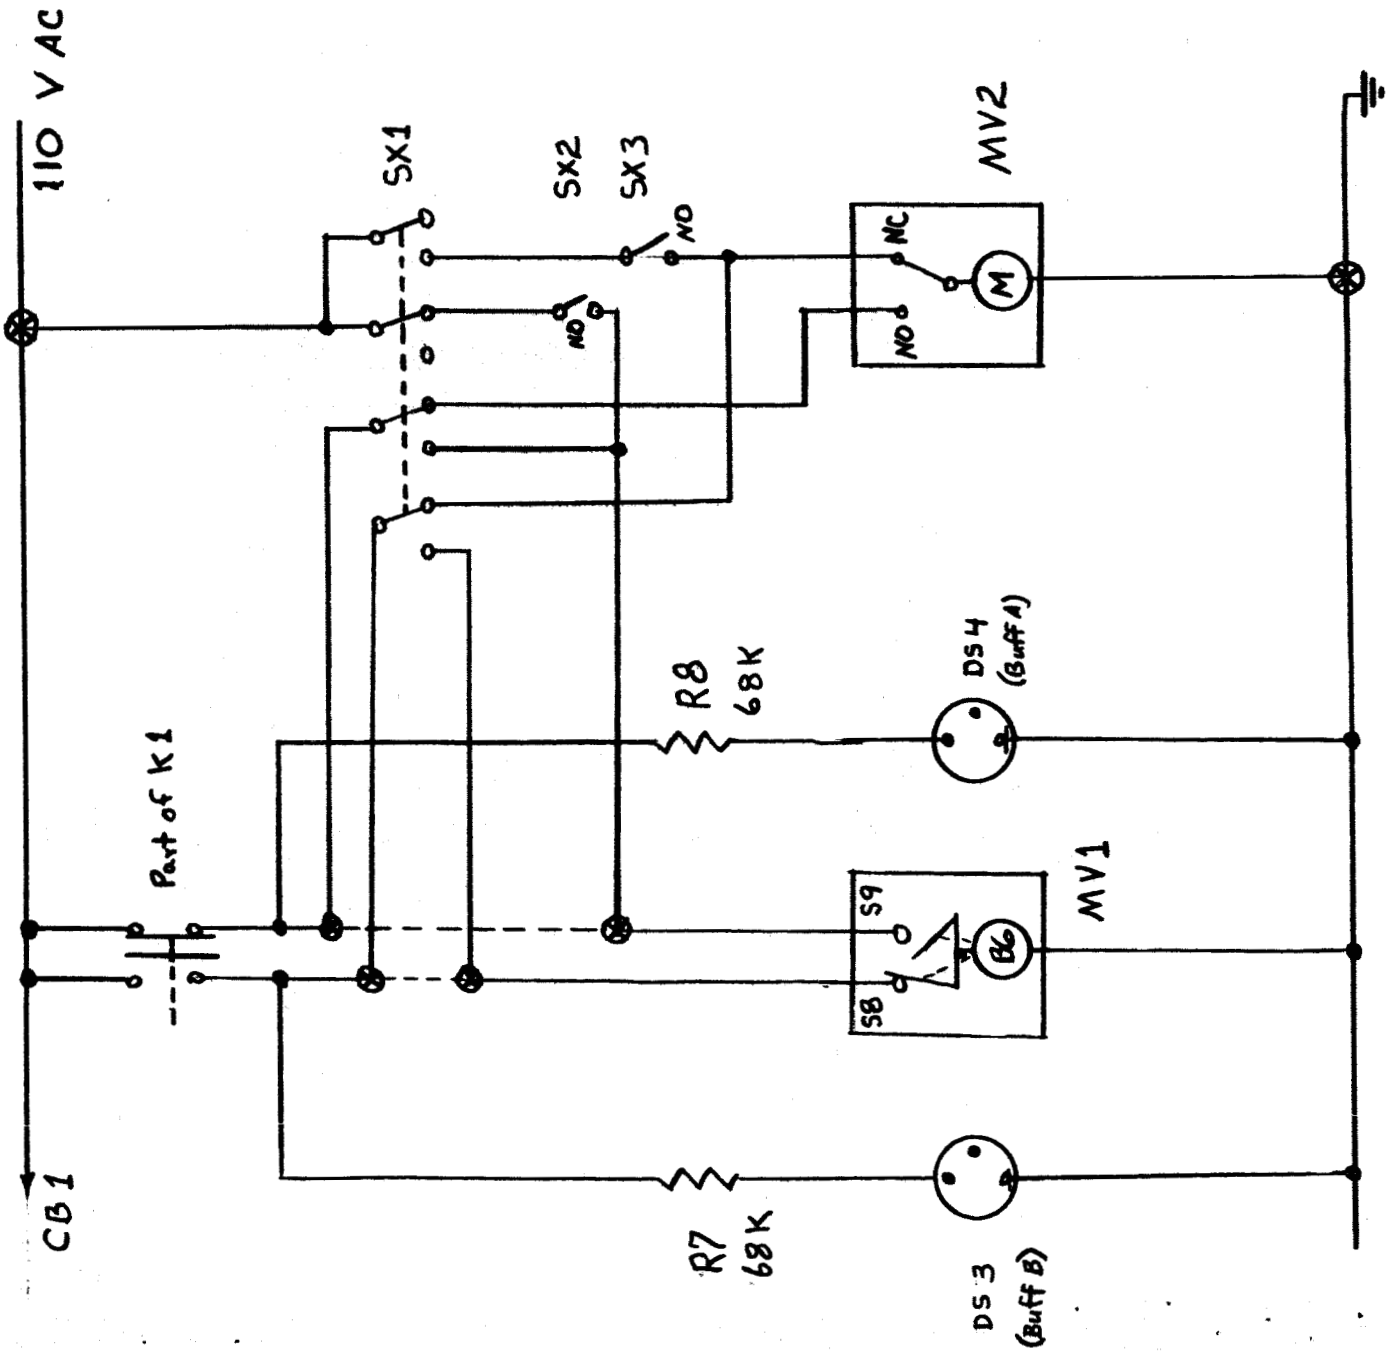 110 V AC
SX1
SX2
SX3
NO
NO
MV2
NC
M
NO
Part of K1
R8
68K
DS4
(Buff A)
MV1
S9
S8
B6
CB1
R7
68K
DS3
(Buff B)